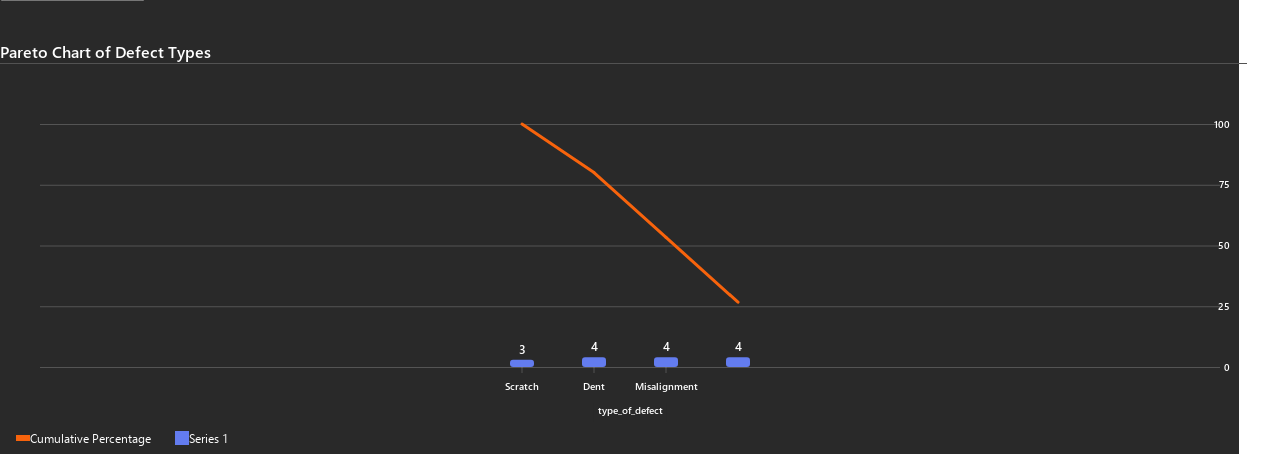 Pareto Chart of Defect Types
100
75
50
25
0
3
4
4
4
Scratch
Dent
Misalignment
type_of_defect
Cumulative Percentage
Series 1